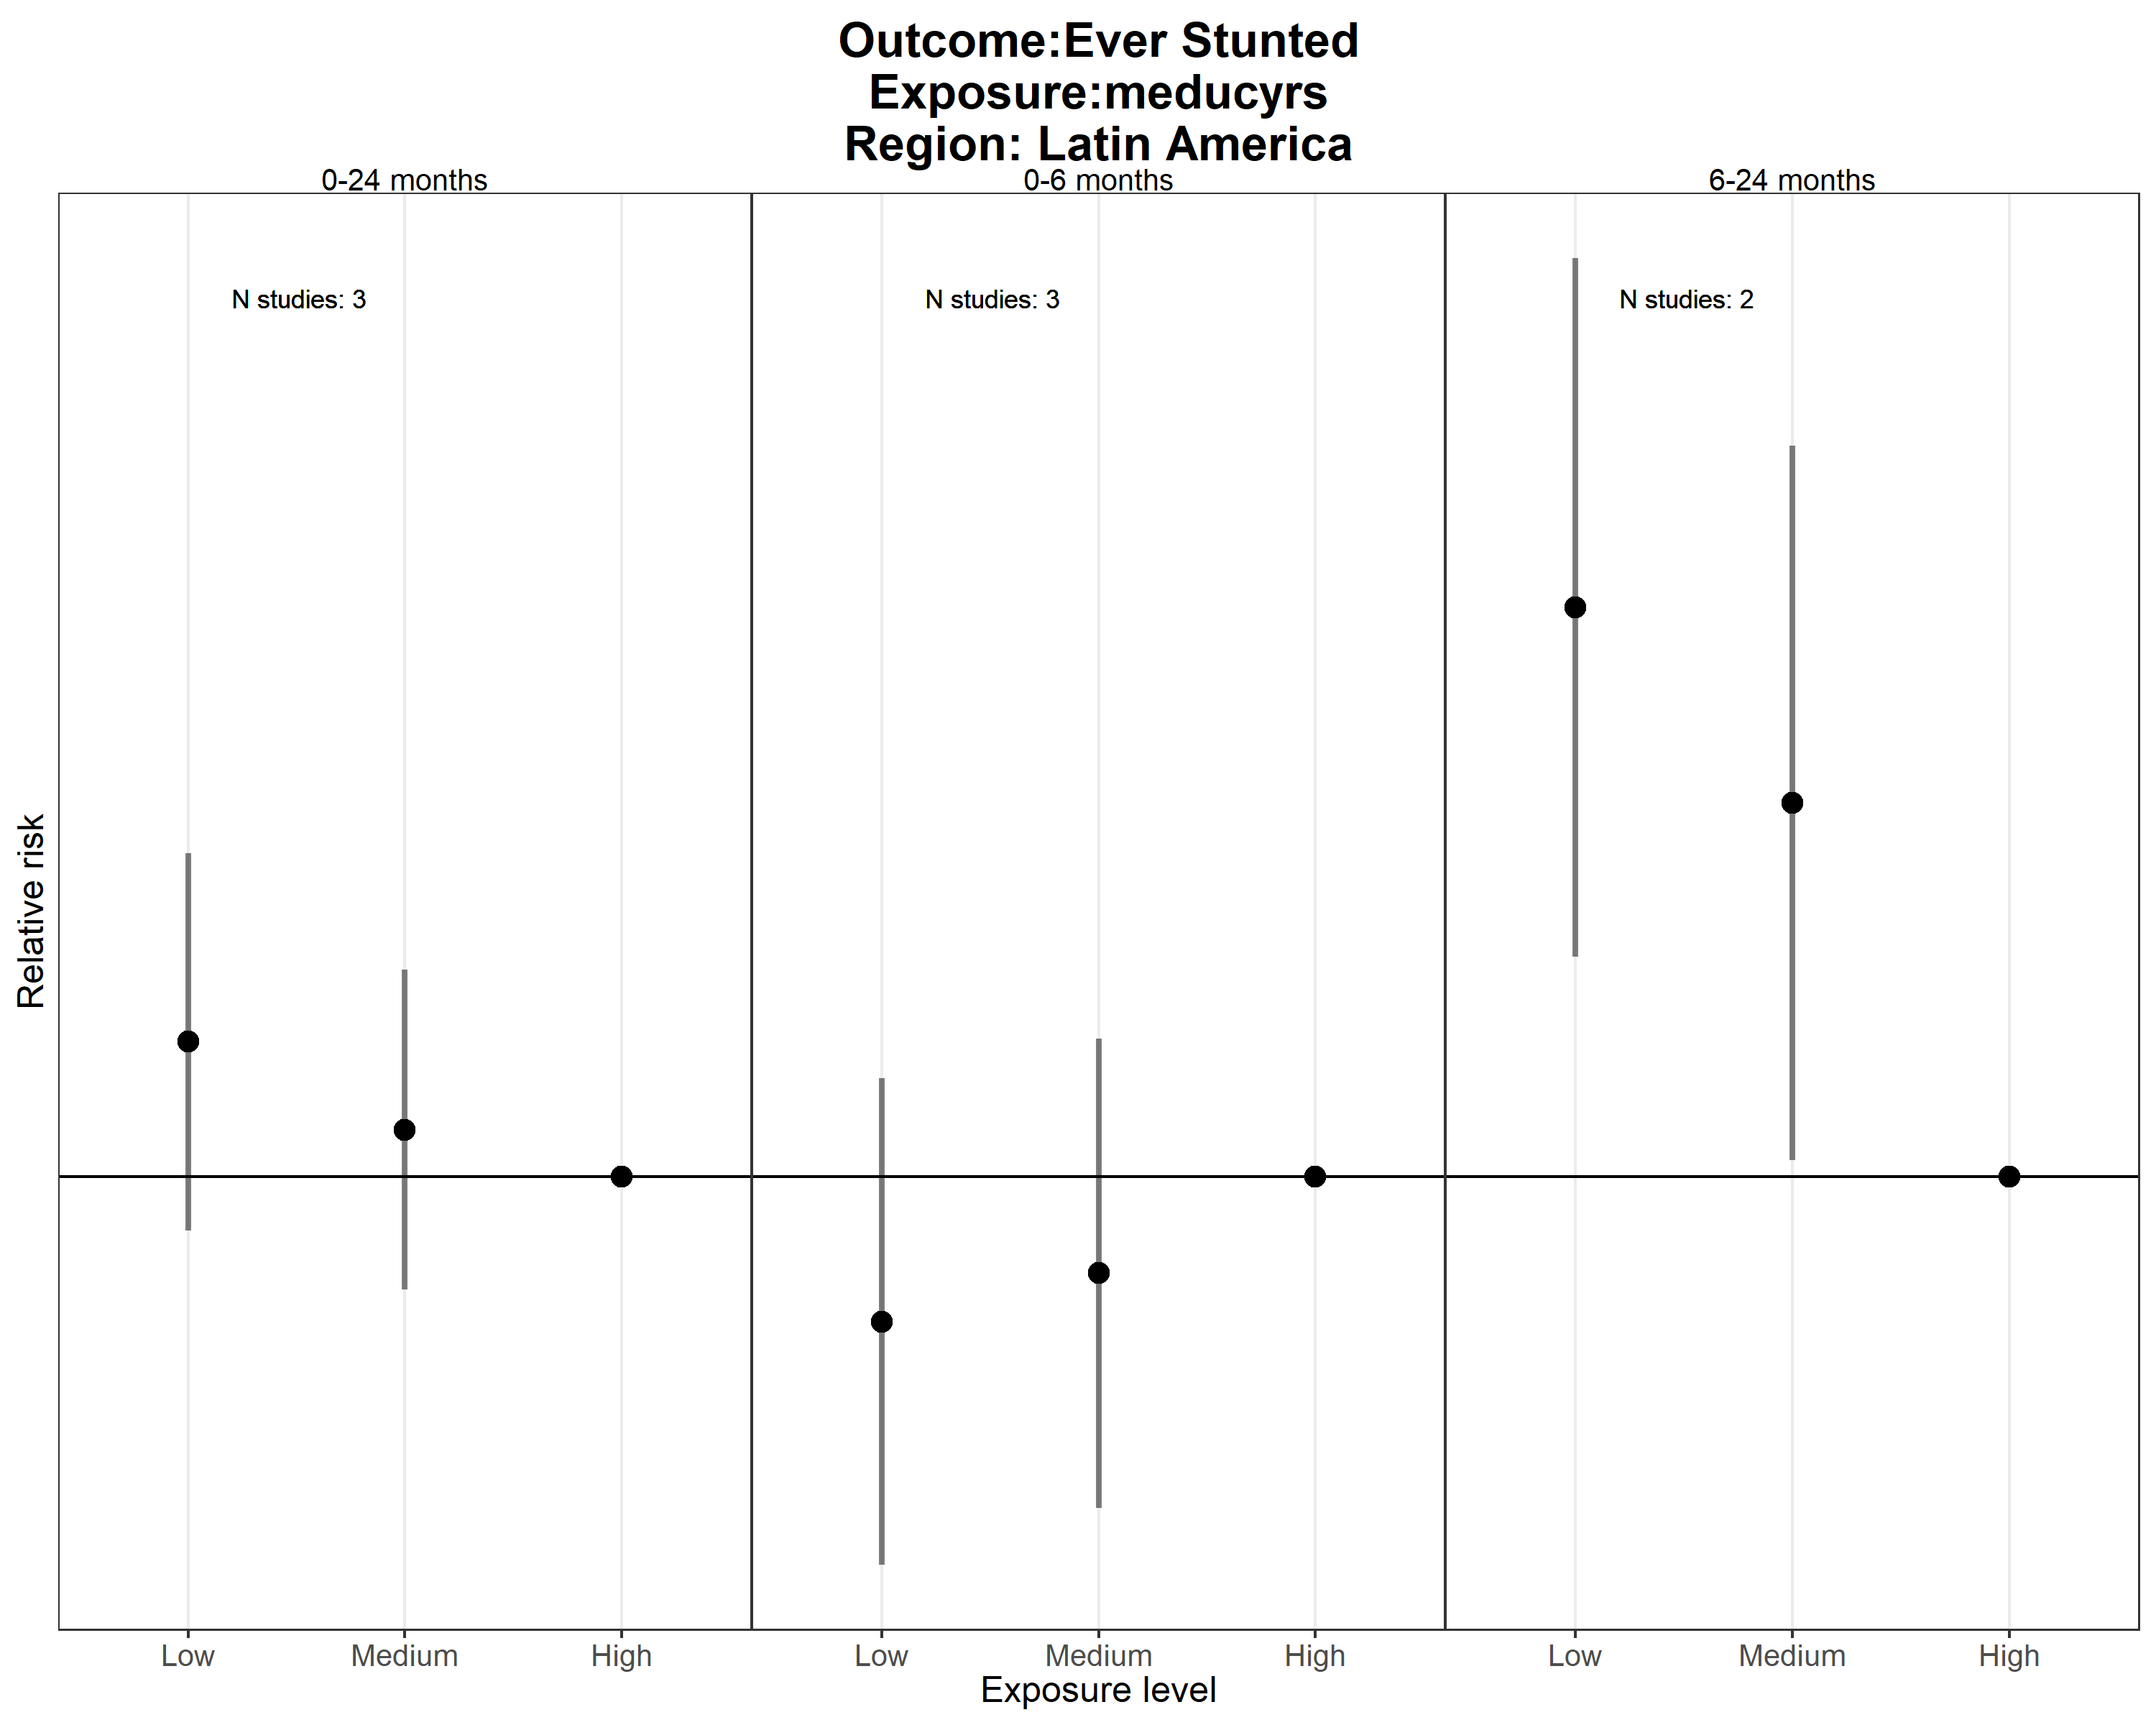 Outcome:Ever Stunted
Exposure:meducyrs
Region: Latin America
0-24 months
0-6 months
6-24 months
N studies: 3
N studies: 3
N studies: 2
Relative risk
Low
Medium
High
Low
Medium
High
Low
Medium
High
Exposure level